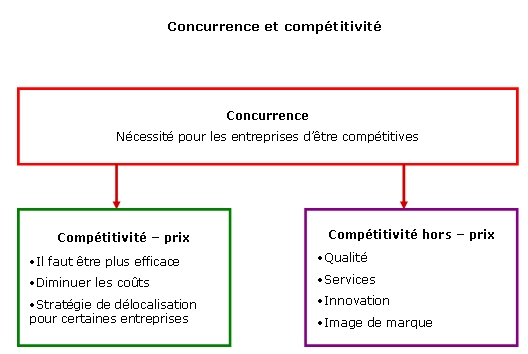 Concurrence et compétitivité
Concurrence
Nécessité pour les entreprises d’être compétitives
Compétitivité – prix
•Il faut être plus efficace
•Diminuer les coûts
•Stratégie de délocalisation
pour certaines entreprises
Compétitivité hors – prix
•Qualité
•Services
•Innovation
•Image de marque